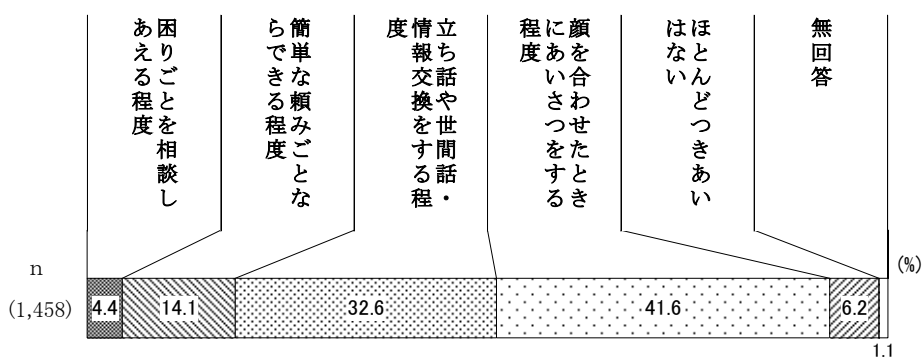 困りごとを相談し
あえる程度
簡単な頼みごとな
らできる程度
立ち話や世間話・
情報交換をする程
度
顔を合わせたとき
にあいさつをする
程度
ほとんどつきあい
はない
無回答
(%)
n
(1,458)
4.4
14.1
32.6
41.6
6.2
1.1